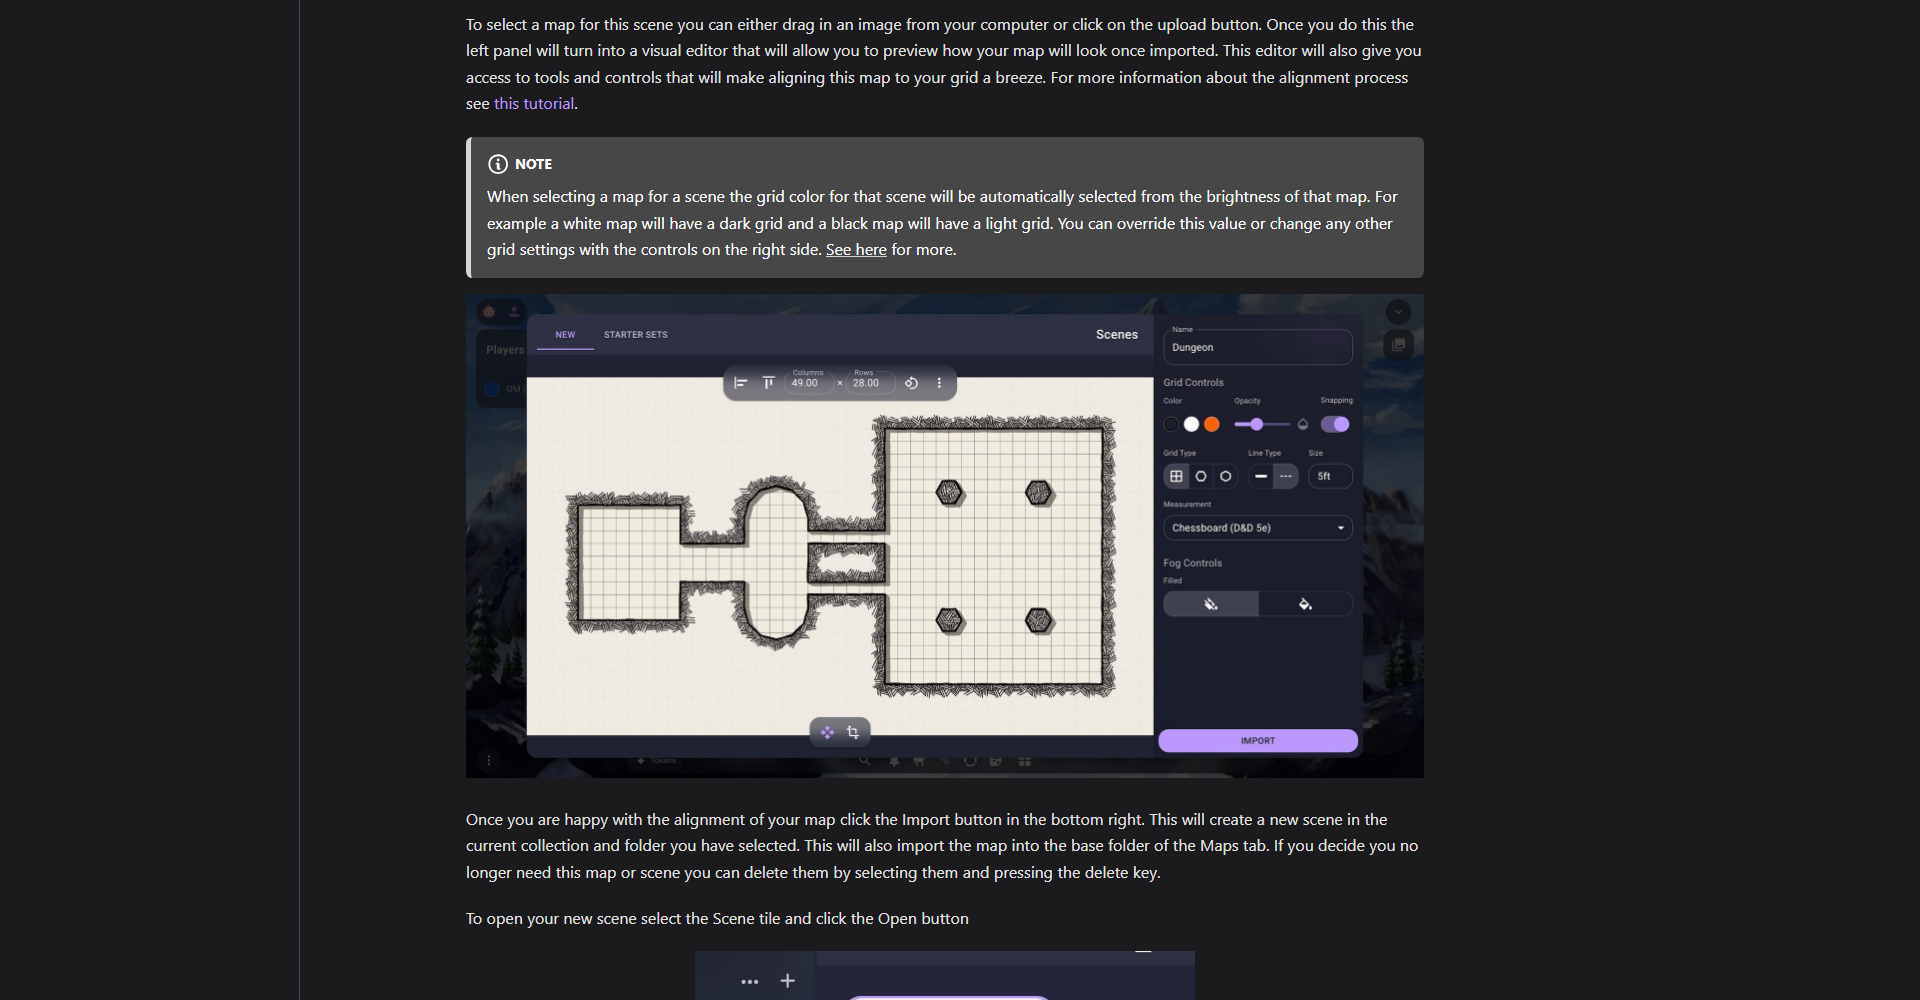 To select a map for this scene you can either drag in an image from your computer or click on the upload button. Once you do this the
left panel will turn into a visual editor that will allow you to preview how your map will look once imported. This editor will also give you
access to tools and controls that will make aligning this map to your grid a breeze. For more information about the alignment process
see this tutorial.
NOTE
When selecting a map for a scene the grid color for that scene will be automatically selected from the brightness of that map. For
example a white map will have a dark grid and a black map will have a light grid. You can override this value or change any other
grid settings with the controls on the right side. See here for more.
Players
GM
NEW STARTER SETS Scenes
Columns Rows
49.00 × 28.00
Name
Dungeon
Grid Controls
Color Opacity Snapping
Grid Type Line Type Size
5ft
Measurement
Chessboard (D&D 5e)
Fog Controls
Filled
IMPORT
Tokens
Once you are happy with the alignment of your map click the Import button in the bottom right. This will create a new scene in the
current collection and folder you have selected. This will also import the map into the base folder of the Maps tab. If you decide you no
longer need this map or scene you can delete them by selecting them and pressing the delete key.
To open your new scene select the Scene tile and click the Open button